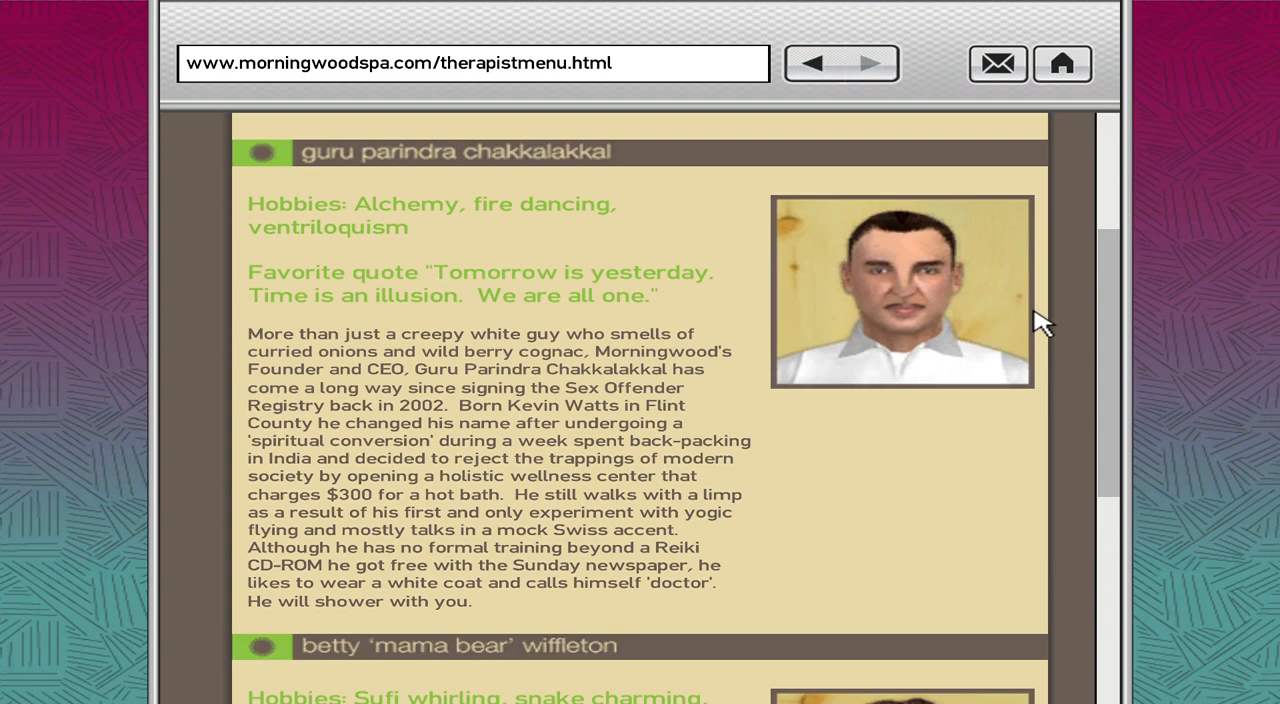 www.morningwoodspa.com/therapistmenu.html
guru parindra chakkalakkal
Hobbies: Alchemy, fire dancing,
ventriloquism
Favorite quote "Tomorrow is yesterday.
Time is an illusion.  We are all one."
More than just a creepy white guy who smells of
curried onions and wild berry cognac, Morningwood's
Founder and CEO, Guru Parindra Chakkalakkal has
come a long way since signing the Sex Offender
Registry back in 2002.  Born Kevin Watts in Flint
County he changed his name after undergoing a
'spiritual conversion' during a week spent back-packing
in India and decided to reject the trappings of modern
society by opening a holistic wellness center that
charges $300 for a hot bath.  He still walks with a limp
as a result of his first and only experiment with yogic
flying and mostly talks in a mock Swiss accent.
Although he has no formal training beyond a Reiki
CD-ROM he got free with the Sunday newspaper, he
likes to wear a white coat and calls himself 'doctor'.
He will shower with you.
betty ‘mama bear’ wiffleton
Hobbies: Sufi whirling, snake charming,